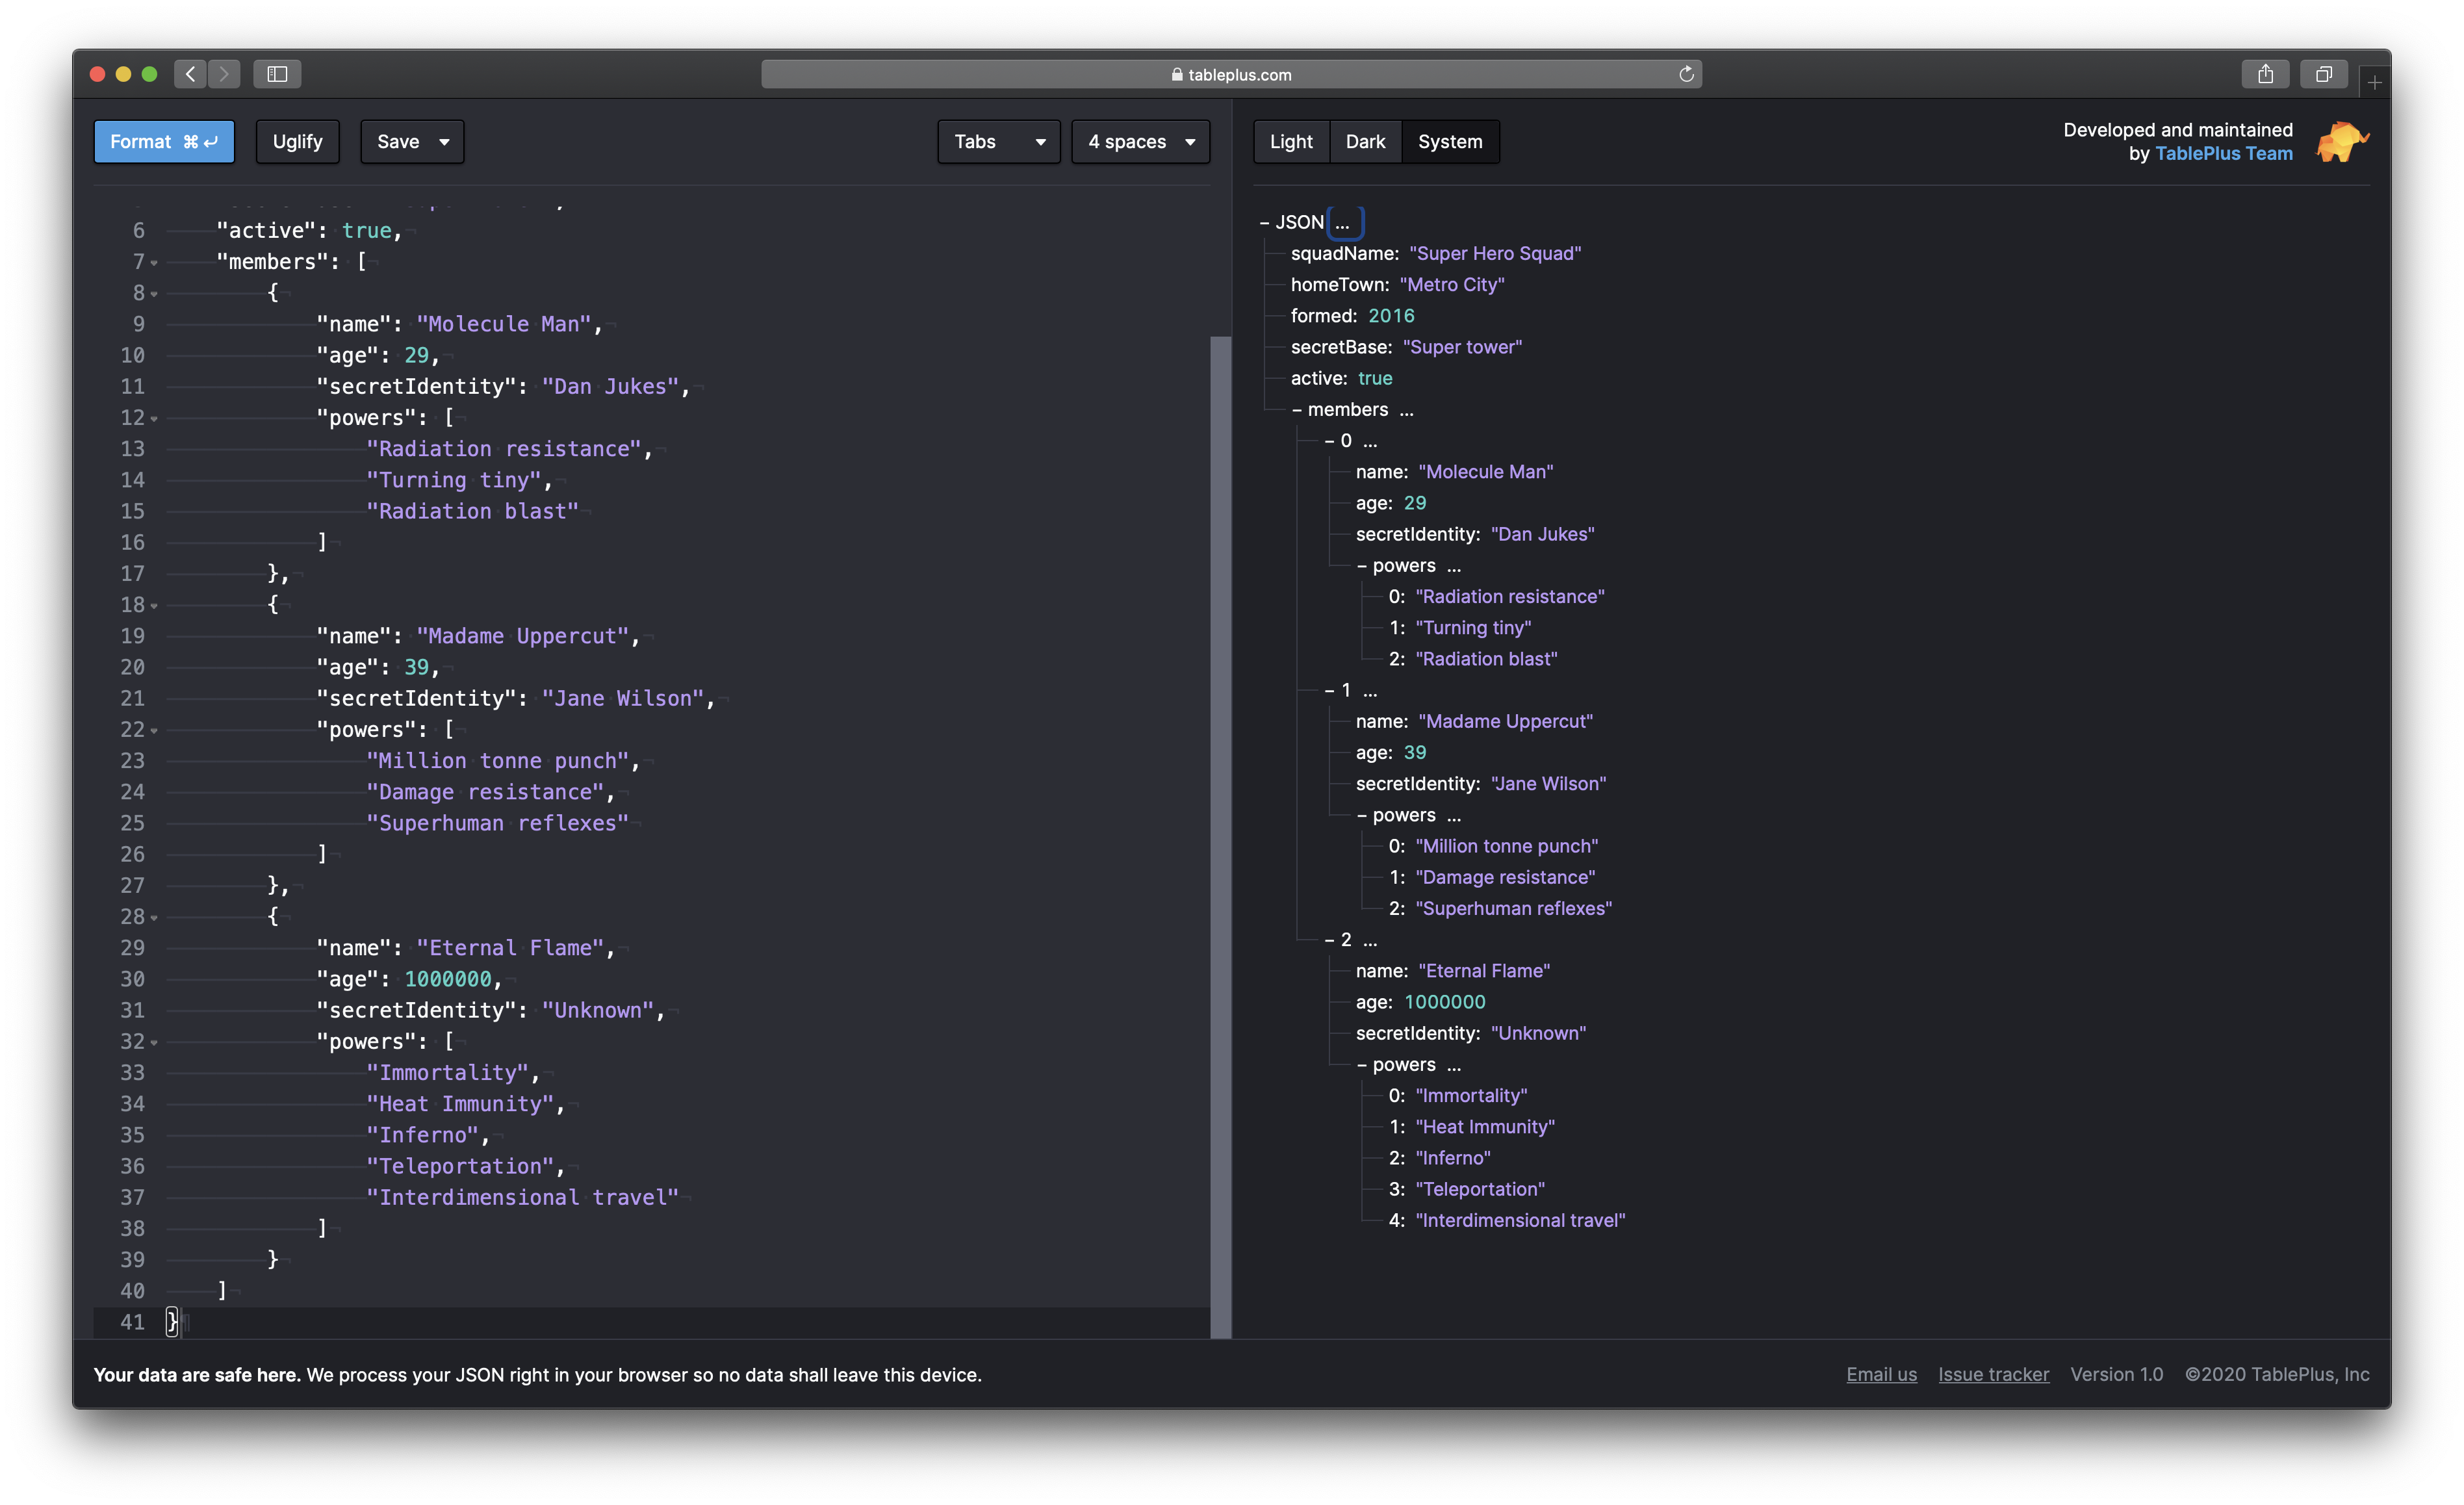 tableplus.com
Format ⌘↵
Uglify
Save
Tabs
4 spaces
Light
Dark
System
Developed and maintained
by TablePlus Team
6 "active": true,
7 "members": [
8 {
9 "name": "Molecule Man",
10 "age": 29,
11 "secretIdentity": "Dan Jukes",
12 "powers": [
13 "Radiation resistance",
14 "Turning tiny",
15 "Radiation blast"
16 ]
17 },
18 {
19 "name": "Madame Uppercut",
20 "age": 39,
21 "secretIdentity": "Jane Wilson",
22 "powers": [
23 "Million tonne punch",
24 "Damage resistance",
25 "Superhuman reflexes"
26 ]
27 },
28 {
29 "name": "Eternal Flame",
30 "age": 1000000,
31 "secretIdentity": "Unknown",
32 "powers": [
33 "Immortality",
34 "Heat Immunity",
35 "Inferno",
36 "Teleportation",
37 "Interdimensional travel"
38 ]
39 }
40 ]
41 }
– JSON ...
squadName: "Super Hero Squad"
homeTown: "Metro City"
formed: 2016
secretBase: "Super tower"
active: true
– members ...
– 0 ...
name: "Molecule Man"
age: 29
secretIdentity: "Dan Jukes"
– powers ...
0: "Radiation resistance"
1: "Turning tiny"
2: "Radiation blast"
– 1 ...
name: "Madame Uppercut"
age: 39
secretIdentity: "Jane Wilson"
– powers ...
0: "Million tonne punch"
1: "Damage resistance"
2: "Superhuman reflexes"
– 2 ...
name: "Eternal Flame"
age: 1000000
secretIdentity: "Unknown"
– powers ...
0: "Immortality"
1: "Heat Immunity"
2: "Inferno"
3: "Teleportation"
4: "Interdimensional travel"
Your data are safe here. We process your JSON right in your browser so no data shall leave this device.
Email us
Issue tracker
Version 1.0
©2020 TablePlus, Inc